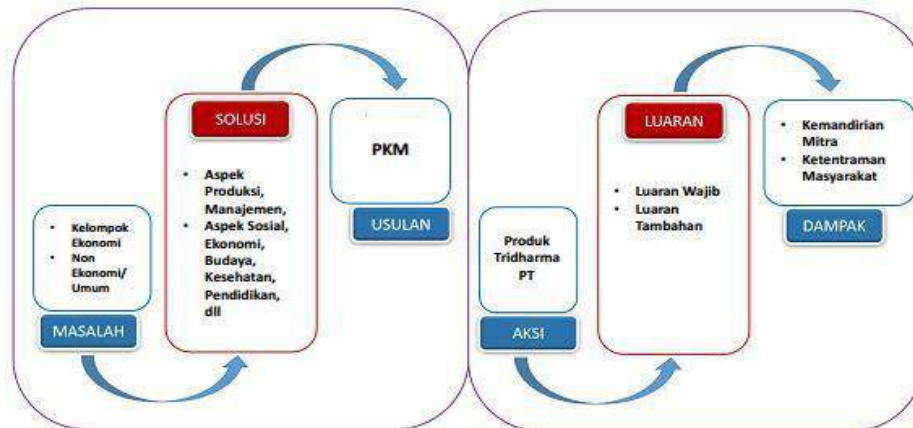 Kelompok
Ekonomi
Non
Ekonomi/
Umum
MASALAH
SOLUSI
Aspek
Produksi,
Manajemen,
Aspek Sosial,
Ekonomi,
Budaya,
Kesehatan,
Pendidikan,
dll
PKM
USULAN
Produk
Tridharma
PT
AKSI
LUARAN
Luaran Wajib
Luaran
Tambahan
Kemandirian
Mitra
Ketentraman
Masyarakat
DAMPAK